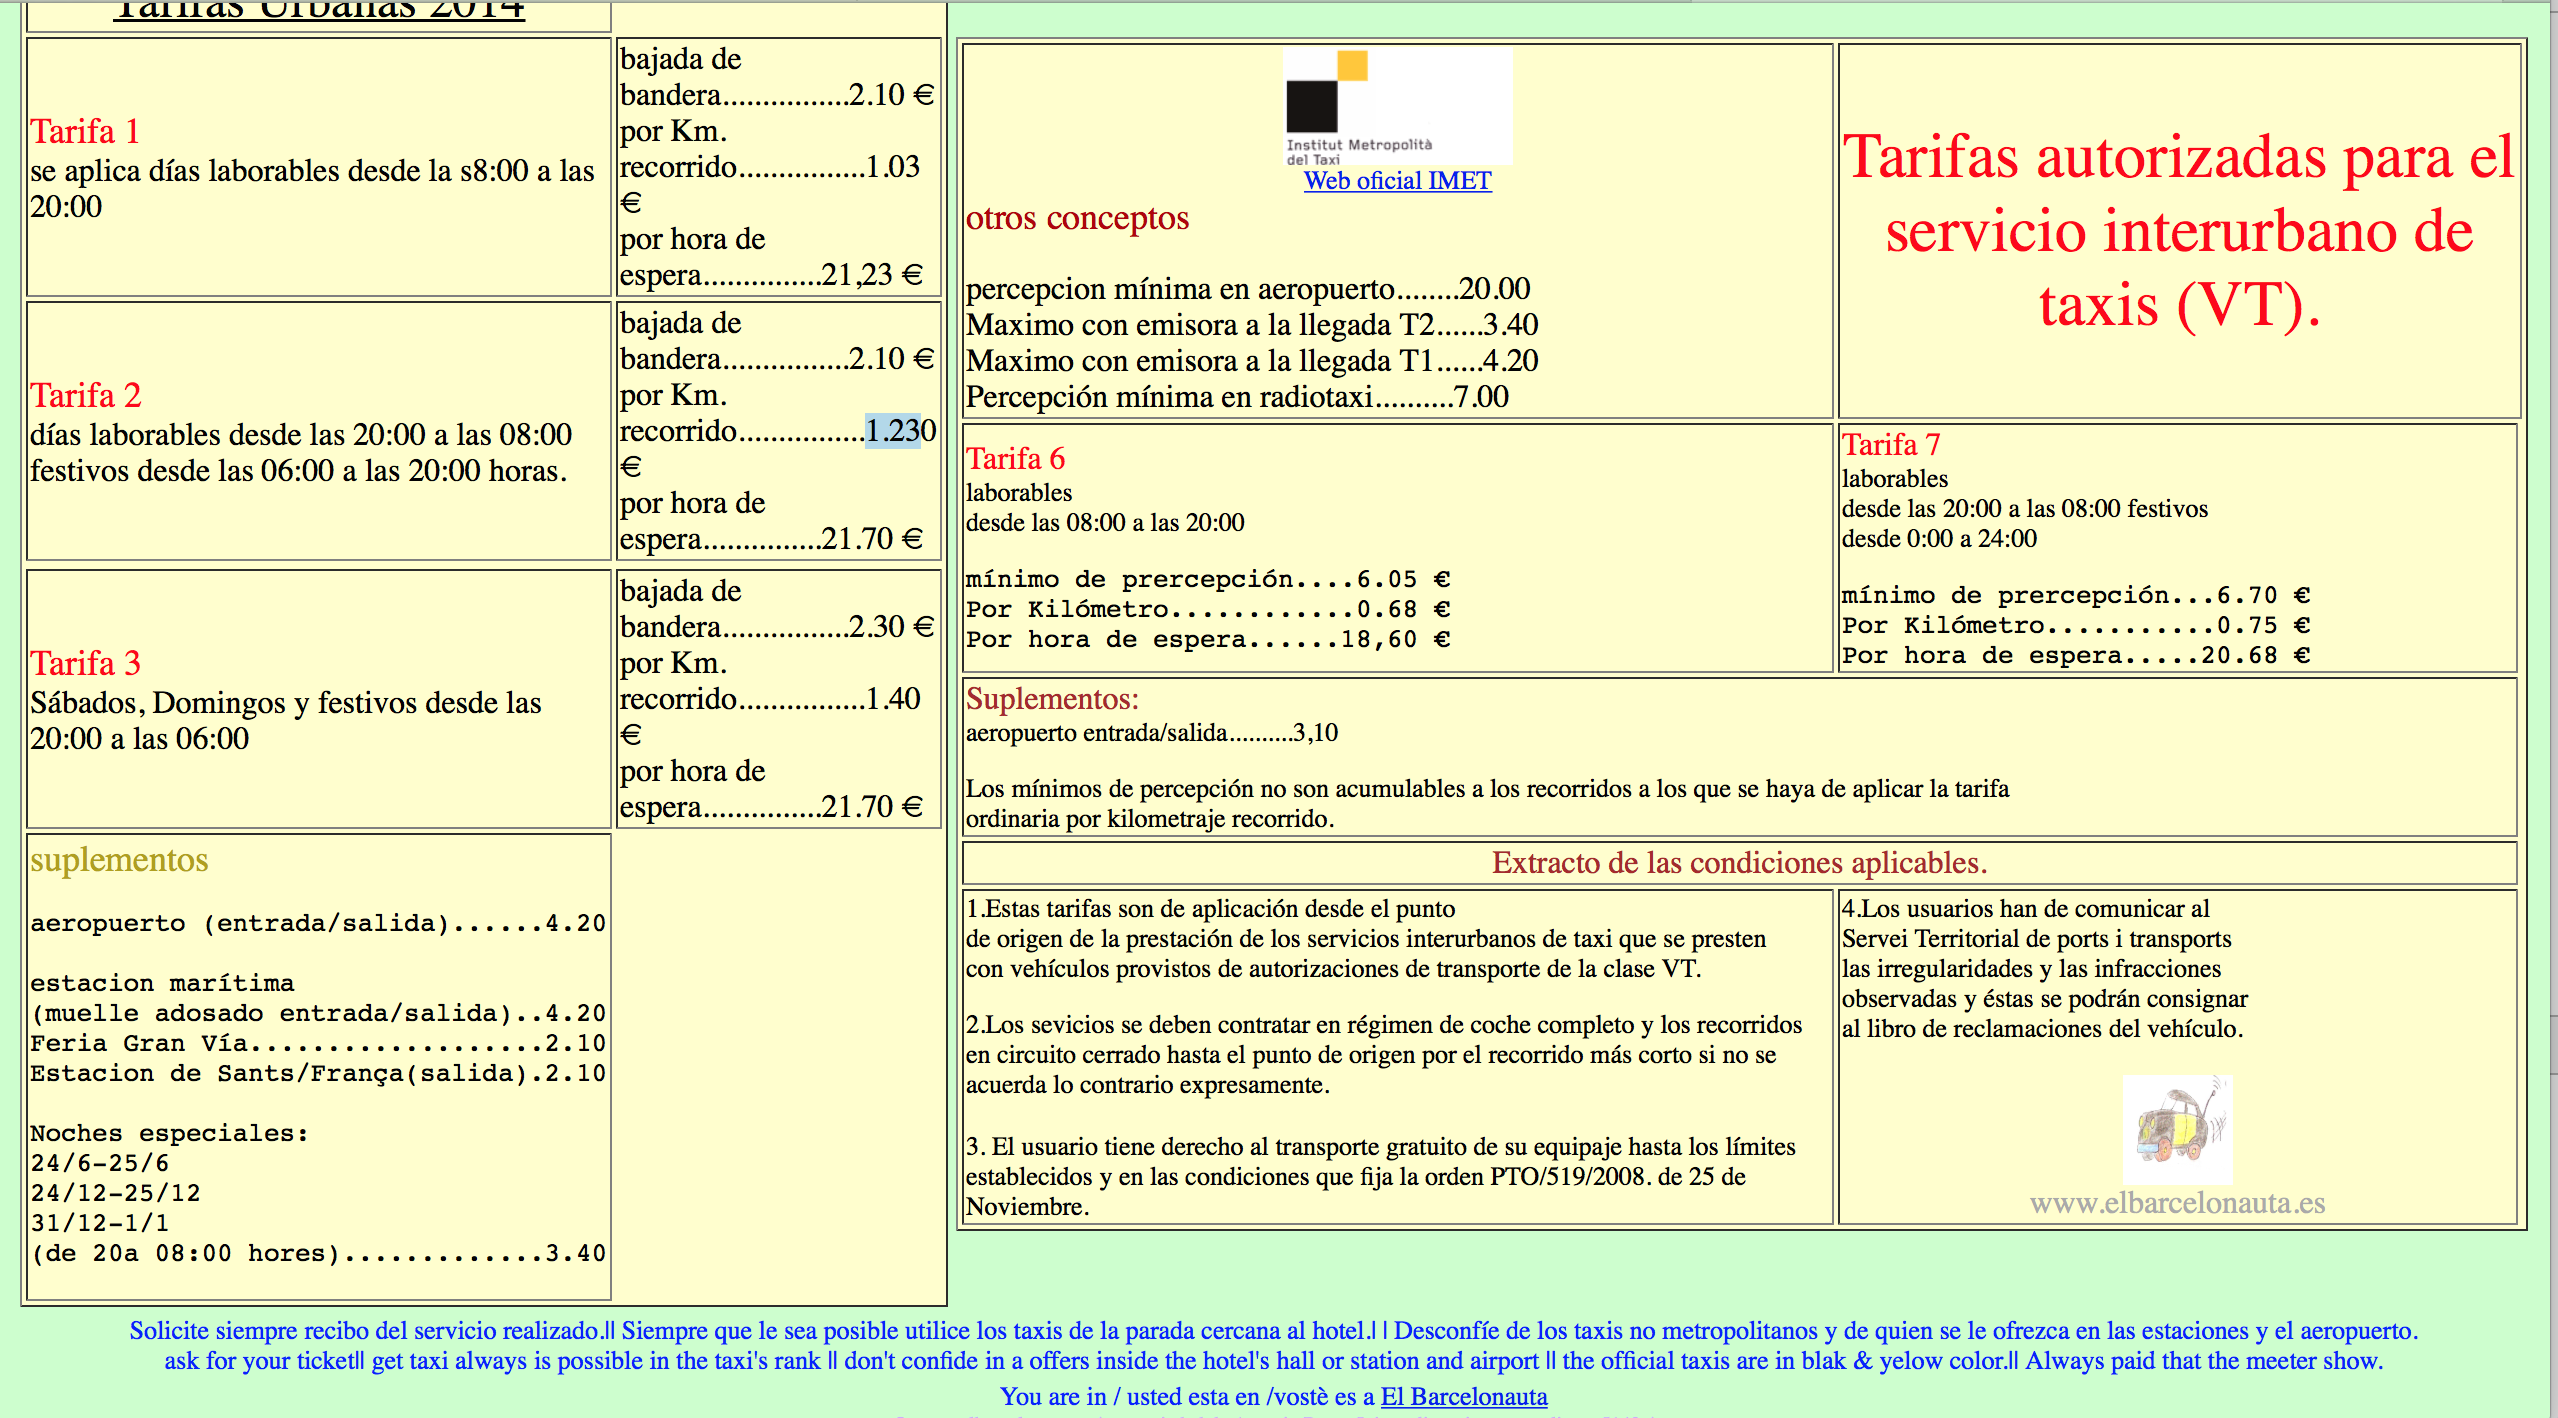 Tarifas Urbanas 2014
Tarifa 1
se aplica días laborables desde la s8:00 a las
20:00
bajada de
bandera................2.10 €
por Km.
recorrido................1.03
€
por hora de
espera...............21,23 €
Tarifa 2
días laborables desde las 20:00 a las 08:00
festivos desde las 06:00 a las 20:00 horas.
bajada de
bandera................2.10 €
por Km.
recorrido................1.230
€
por hora de
espera...............21.70 €
Tarifa 3
Sábados, Domingos y festivos desde las
20:00 a las 06:00
bajada de
bandera................2.30 €
por Km.
recorrido................1.40
€
por hora de
espera...............21.70 €
suplementos
aeropuerto (entrada/salida)......4.20
estacion marítima
(muelle adosado entrada/salida)..4.20
Feria Gran Vía...................2.10
Estacion de Sants/França(salida).2.10
Noches especiales:
24/6-25/6
24/12-25/12
31/12-1/1
(de 20a 08:00 hores).............3.40
Institut Metropolità
del Taxi
Web oficial IMET
otros conceptos
percepcion mínima en aeropuerto........20.00
Maximo con emisora a la llegada T2......3.40
Maximo con emisora a la llegada T1......4.20
Percepción mínima en radiotaxi..........7.00
Tarifas autorizadas para el
servicio interurbano de
taxis (VT).
Tarifa 6
laborables
desde las 08:00 a las 20:00
mínimo de prercepción....6.05 €
Por Kilómetro............0.68 €
Por hora de espera......18,60 €
Tarifa 7
laborables
desde las 20:00 a las 08:00 festivos
desde 0:00 a 24:00
mínimo de prercepción...6.70 €
Por Kilómetro...........0.75 €
Por hora de espera.....20.68 €
Suplementos:
aeropuerto entrada/salida..........3,10
Los mínimos de percepción no son acumulables a los recorridos a los que se haya de aplicar la tarifa
ordinaria por kilometraje recorrido.
Extracto de las condiciones aplicables.
1.Estas tarifas son de aplicación desde el punto
de origen de la prestación de los servicios interurbanos de taxi que se presten
con vehículos provistos de autorizaciones de transporte de la clase VT.
2.Los sevicios se deben contratar en régimen de coche completo y los recorridos
en circuito cerrado hasta el punto de origen por el recorrido más corto si no se
acuerda lo contrario expresamente.
3. El usuario tiene derecho al transporte gratuito de su equipaje hasta los límites
establecidos y en las condiciones que fija la orden PTO/519/2008. de 25 de
Noviembre.
4.Los usuarios han de comunicar al
Servei Territorial de ports i transports
las irregularidades y las infracciones
observadas y éstas se podrán consignar
al libro de reclamaciones del vehículo.
www.elbarcelonauta.es
Solicite siempre recibo del servicio realizado.|| Siempre que le sea posible utilice los taxis de la parada cercana al hotel.| | Desconfíe de los taxis no metropolitanos y de quien se le ofrezca en las estaciones y el aeropuerto.
ask for your ticket|| get taxi always is possible in the taxi's rank || don't confide in a offers inside the hotel's hall or station and airport || the official taxis are in blak & yelow color.|| Always paid that the meeter show.
You are in / usted esta en /vostè es a El Barcelonauta